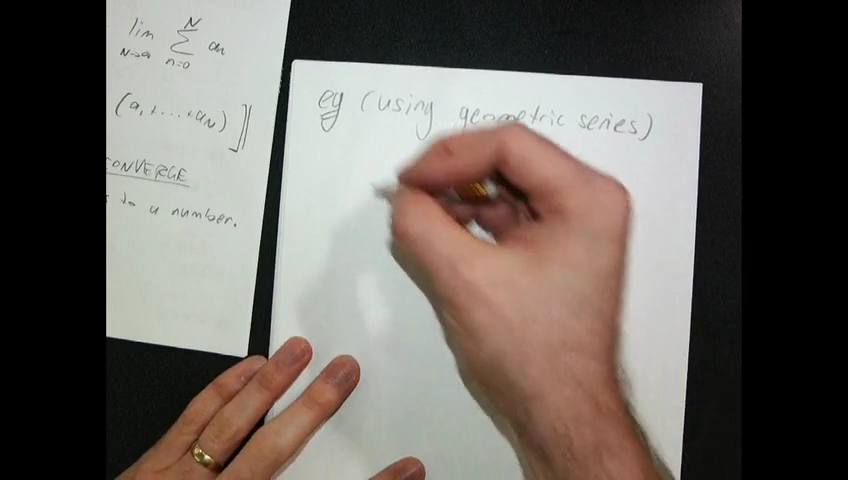 lim N→∞ N Σ n=0 an
(a, + ... + aN) ]
CONVERGE
to a number.
eg (using geometric series)